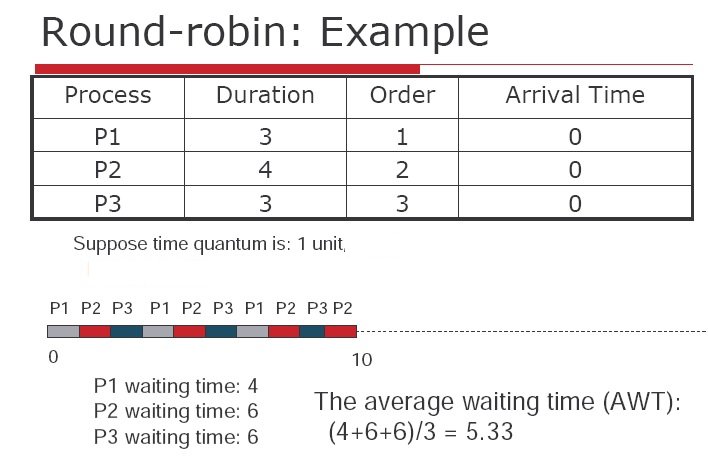 Round-robin: Example
Process Duration Order Arrival Time
P1 3 1 0
P2 4 2 0
P3 3 3 0
Suppose time quantum is: 1 unit,
P1 P2 P3 P1 P2 P3 P1 P2 P3 P2
0 10
P1 waiting time: 4
P2 waiting time: 6
P3 waiting time: 6
The average waiting time (AWT):
(4+6+6)/3 = 5.33